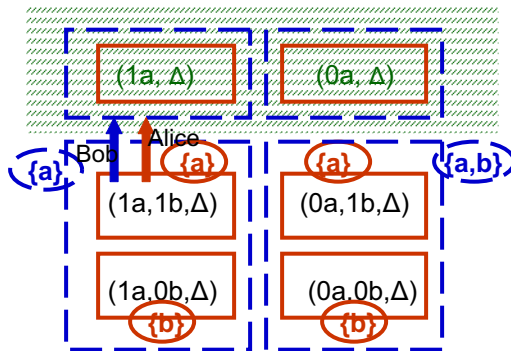 (1a, Δ) (0a, Δ)
Bob Alice
{a} {a} {a} {a,b}
(1a,1b,Δ) (0a,1b,Δ)
(1a,0b,Δ) (0a,0b,Δ)
{b} {b}